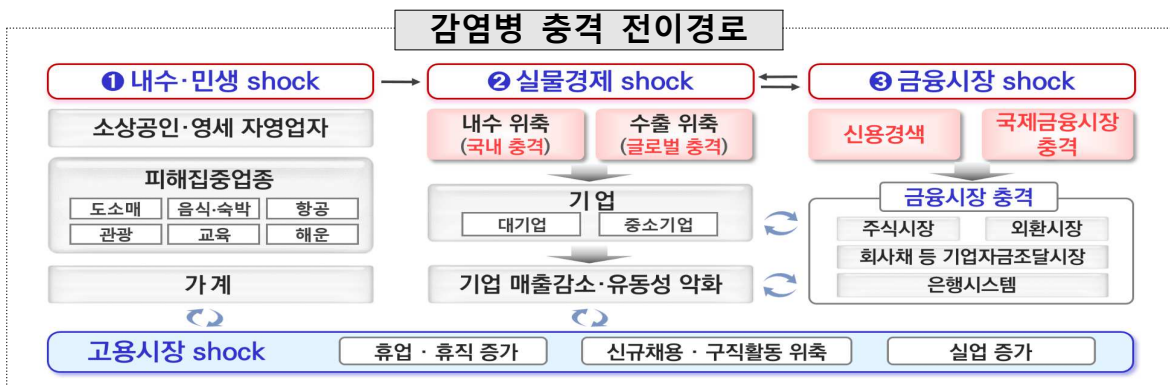 감염병 충격 전이경로
❶ 내수·민생 shock
❷ 실물경제 shock
❸ 금융시장 shock
소상공인·영세 자영업자
피해집중업종
도소매
음식·숙박
항공
관광
교육
해운
가계
내수 위축
(국내 충격)
수출 위축
(글로벌 충격)
기업
대기업
중소기업
기업 매출감소·유동성 악화
신용경색
국제금융시장
충격
금융시장 충격
주식시장
외환시장
회사채 등 기업자금조달시장
은행시스템
고용시장 shock
휴업 · 휴직 증가
신규채용 · 구직활동 위축
실업 증가